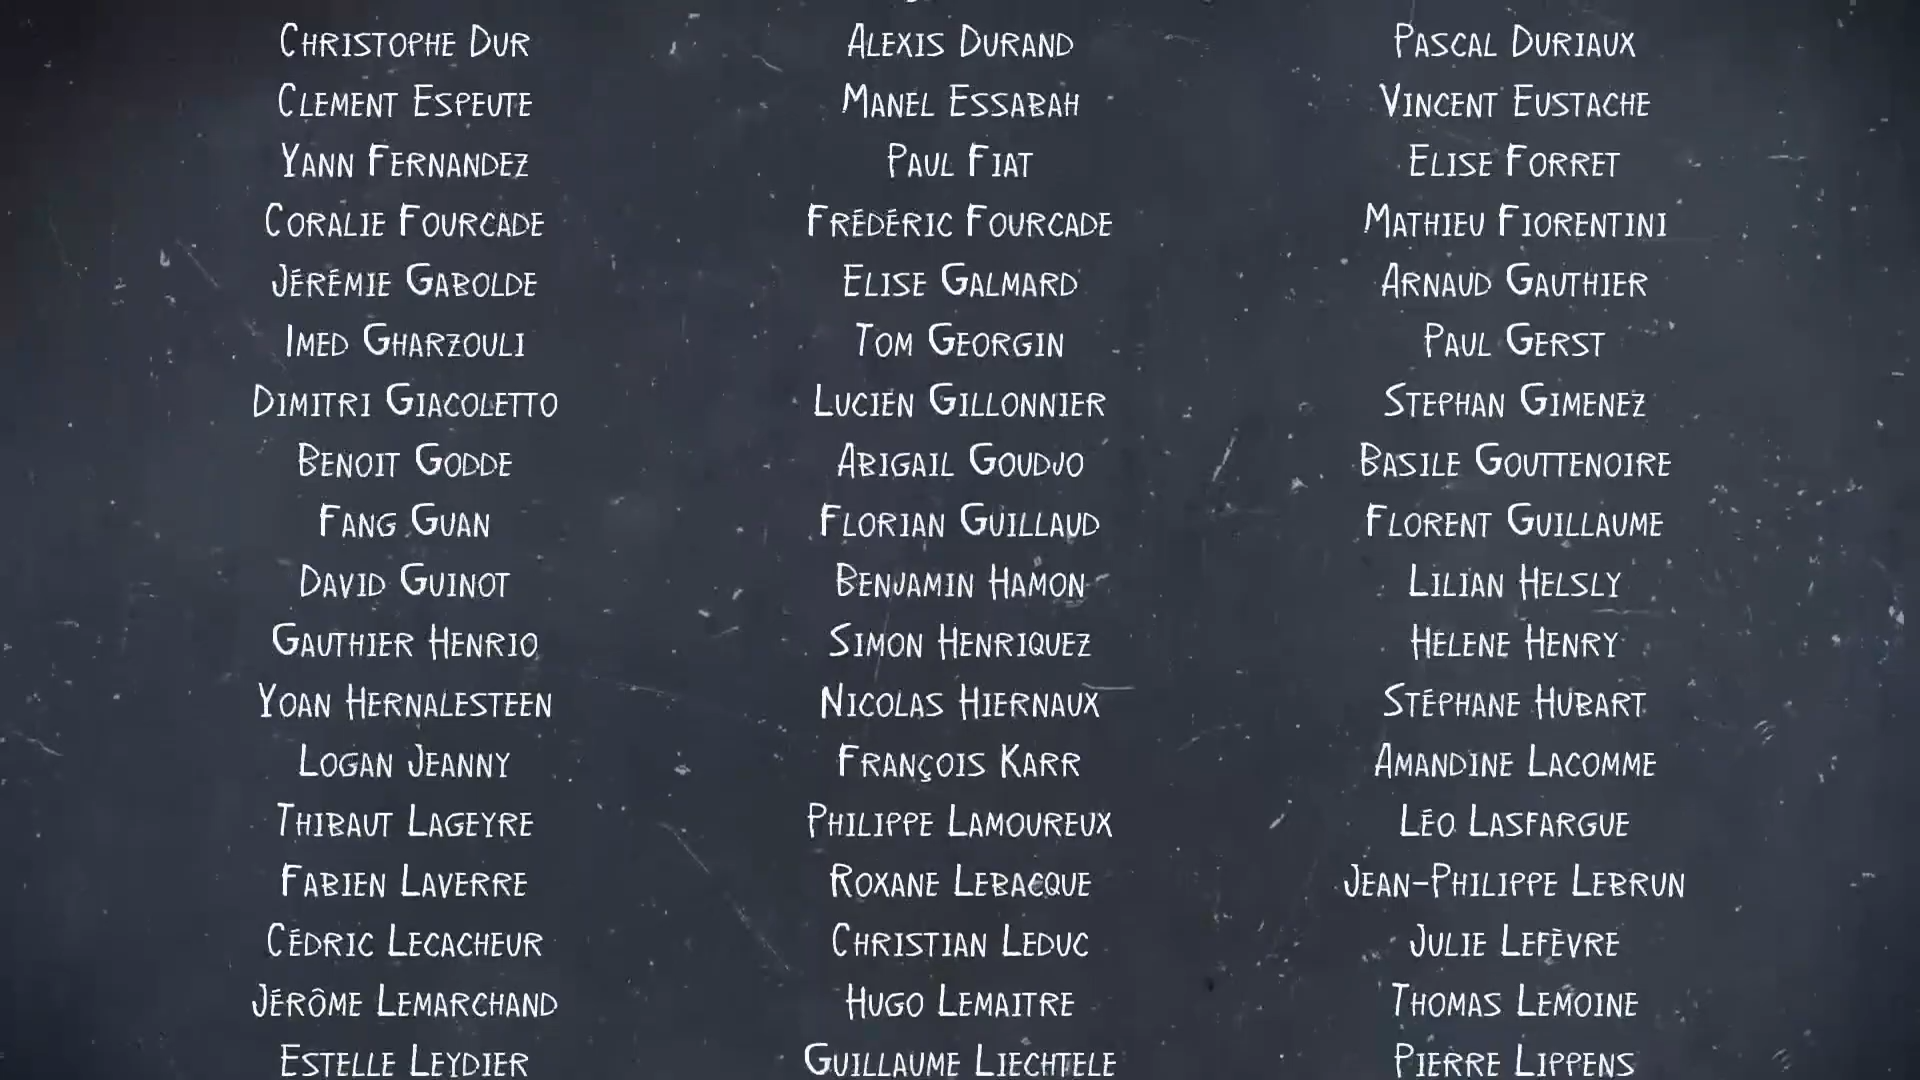 Christophe Dur Alexis Durand Pascal Duriaux
Clement Espeute Manel Essabah Vincent Eustache
Yann Fernandez Paul Fiat Elise Forret
Coralie Fourcade Frédéric Fourcade Mathieu Fiorentini
Jérémie Gabolde Elise Galmard Arnaud Gauthier
Imed Gharzouli Tom Georgin Paul Gerst
Dimitri Giacoletto Lucien Gillonnier Stephan Gimenez
Benoit Godde Abigail Goudjo Basile Gouttenoire
Fang Guan Florian Guillaud Florent Guillaume
David Guinot Benjamin Hamon Lilian Helsly
Gauthier Henrio Simon Henriquez Helene Henry
Yoan Hernalesteen Nicolas Hiernaux Stéphane Hubart
Logan Jeanny François Karr Amandine Lacomme
Thibaut Lageyre Philippe Lamoureux Léo Lasfargue
Fabien Laverre Roxane Lebacque Jean-Philippe Lebrun
Cédric Lecacheur Christian Leduc Julie Lefèvre
Jérôme Lemarchand Hugo Lemaitre Thomas Lemoine
Estelle Leydier Guillaume Liechtele Pierre Lippens